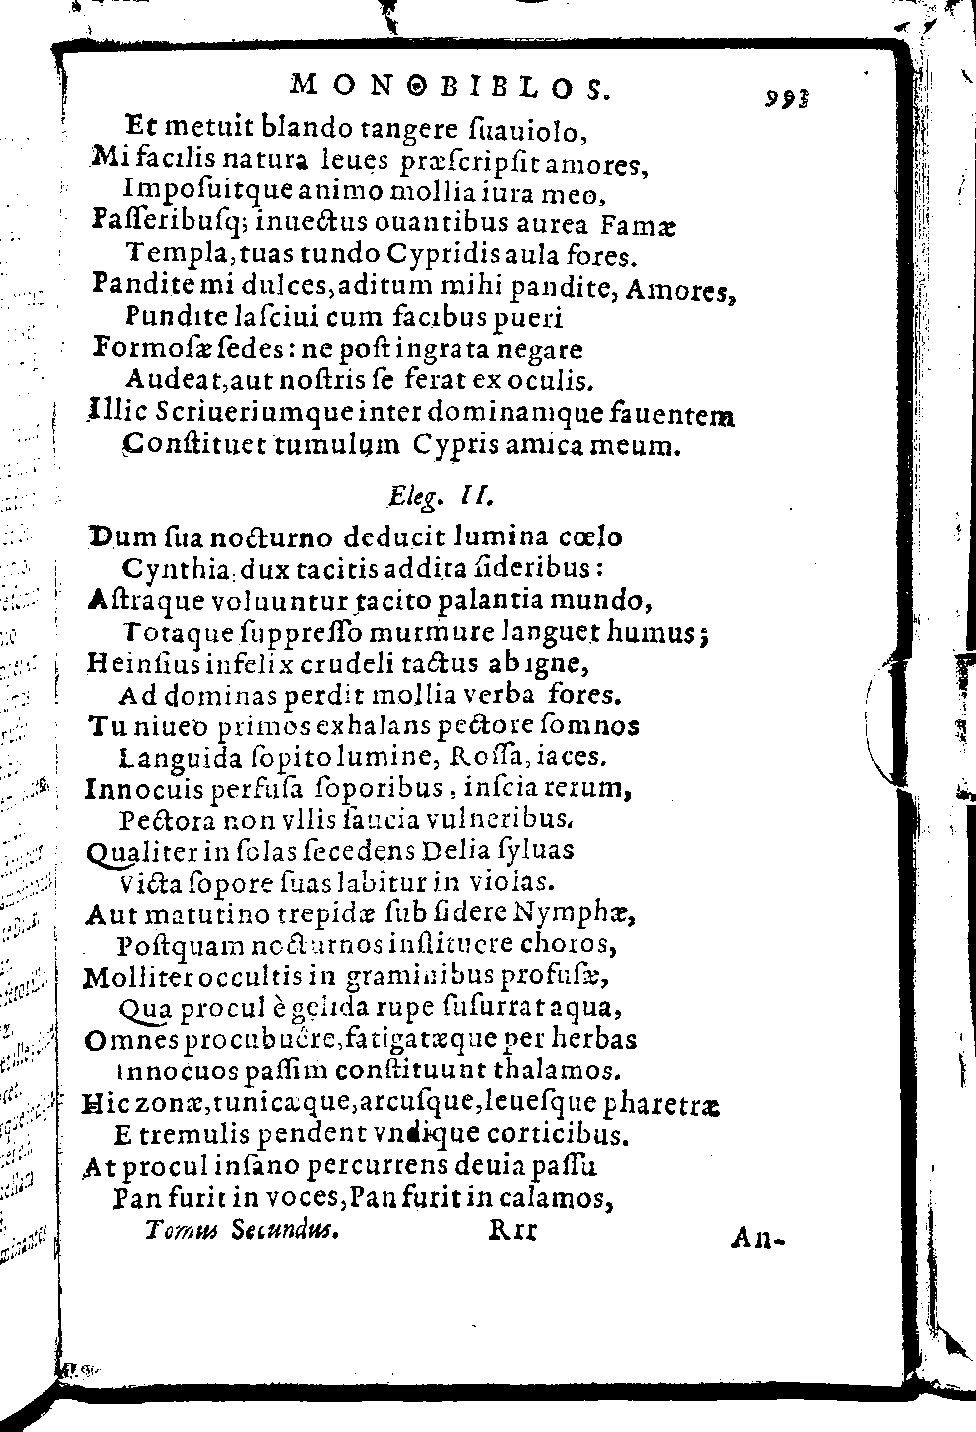 MONOBIBLOS. 993
Et metuit blando tangere ſuauiolo,
Mi facilis natura leues præſcripſit amores,
Impoſuitque animo mollia iura meo,
Paſſeribuſq; inuectus ouantibus aurea Famæ
Templa, tuas tundo Cypridis aula fores.
Pandite mi dulces, aditum mihi pandite, Amores,
Pundite laſciui cum facibus pueri
Formoſæ ſedes: ne poſt ingrata negare
Audeat, aut noſtris ſe ferat ex oculis.
Illic Scriueriumque inter dominamque fauentem
Conſtituet tumulum Cypris amica meum.
Eleg. II.
Dum ſua nocturno deducit lumina cœlo
Cynthia, dux tacitis addita ſideribus:
Aſtraque voluuntur tacito palantia mundo,
Totaque ſuppreſſo murmure languet humus;
Heinſius infelix crudeli tactus ab igne,
Ad dominas perdit mollia verba fores.
Tu niueo primos exhalans pectore ſomnos
Languida ſopito lumine, Roſſa, iaces.
Innocuis perfuſa ſoporibus, inſcia rerum,
Pectora non vllis ſaucia vulneribus.
Qualiter in ſolas ſecedens Delia ſyluas
Victa ſopore ſuas labitur in violas.
Aut matutino trepidæ ſub ſidere Nymphæ,
Poſtquam nocturnos inſtituere choros,
Molliter occultis in graminibus profuſæ,
Qua procul è gelida rupe ſuſurrat aqua,
Omnes procubuêre, fatigatæque per herbas
Innocuos paſſim conſtituunt thalamos.
Hic zonæ, tunicæque, arcuſque, leueſque pharetræ
E tremulis pendent vndique corticibus.
At procul inſano percurrens deuia paſſu
Pan furit in voces, Pan furit in calamos,
Tomus Secundus. Rrr An-